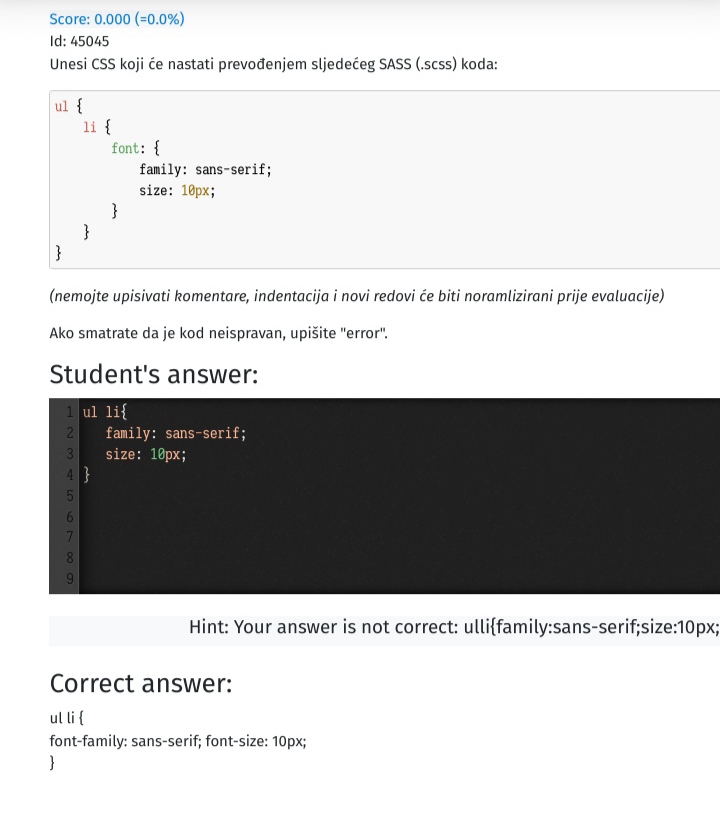 Score: 0.000 (=0.0%)
Id: 45045
Unesi CSS koji će nastati prevođenjem sljedećeg SASS (.scss) koda:
ul {
    li {
        font: {
            family: sans-serif;
            size: 10px;
        }
    }
}
(nemojte upisivati komentare, indentacija i novi redovi će biti noramlizirani prije evaluacije)
Ako smatrate da je kod neispravan, upišite "error".
Student's answer:
1 ul li{
2    family: sans-serif;
3    size: 10px;
4 }
5
6
7
8
9
Hint: Your answer is not correct: ulli{family:sans-serif;size:10px;
Correct answer:
ul li {
font-family: sans-serif; font-size: 10px;
}